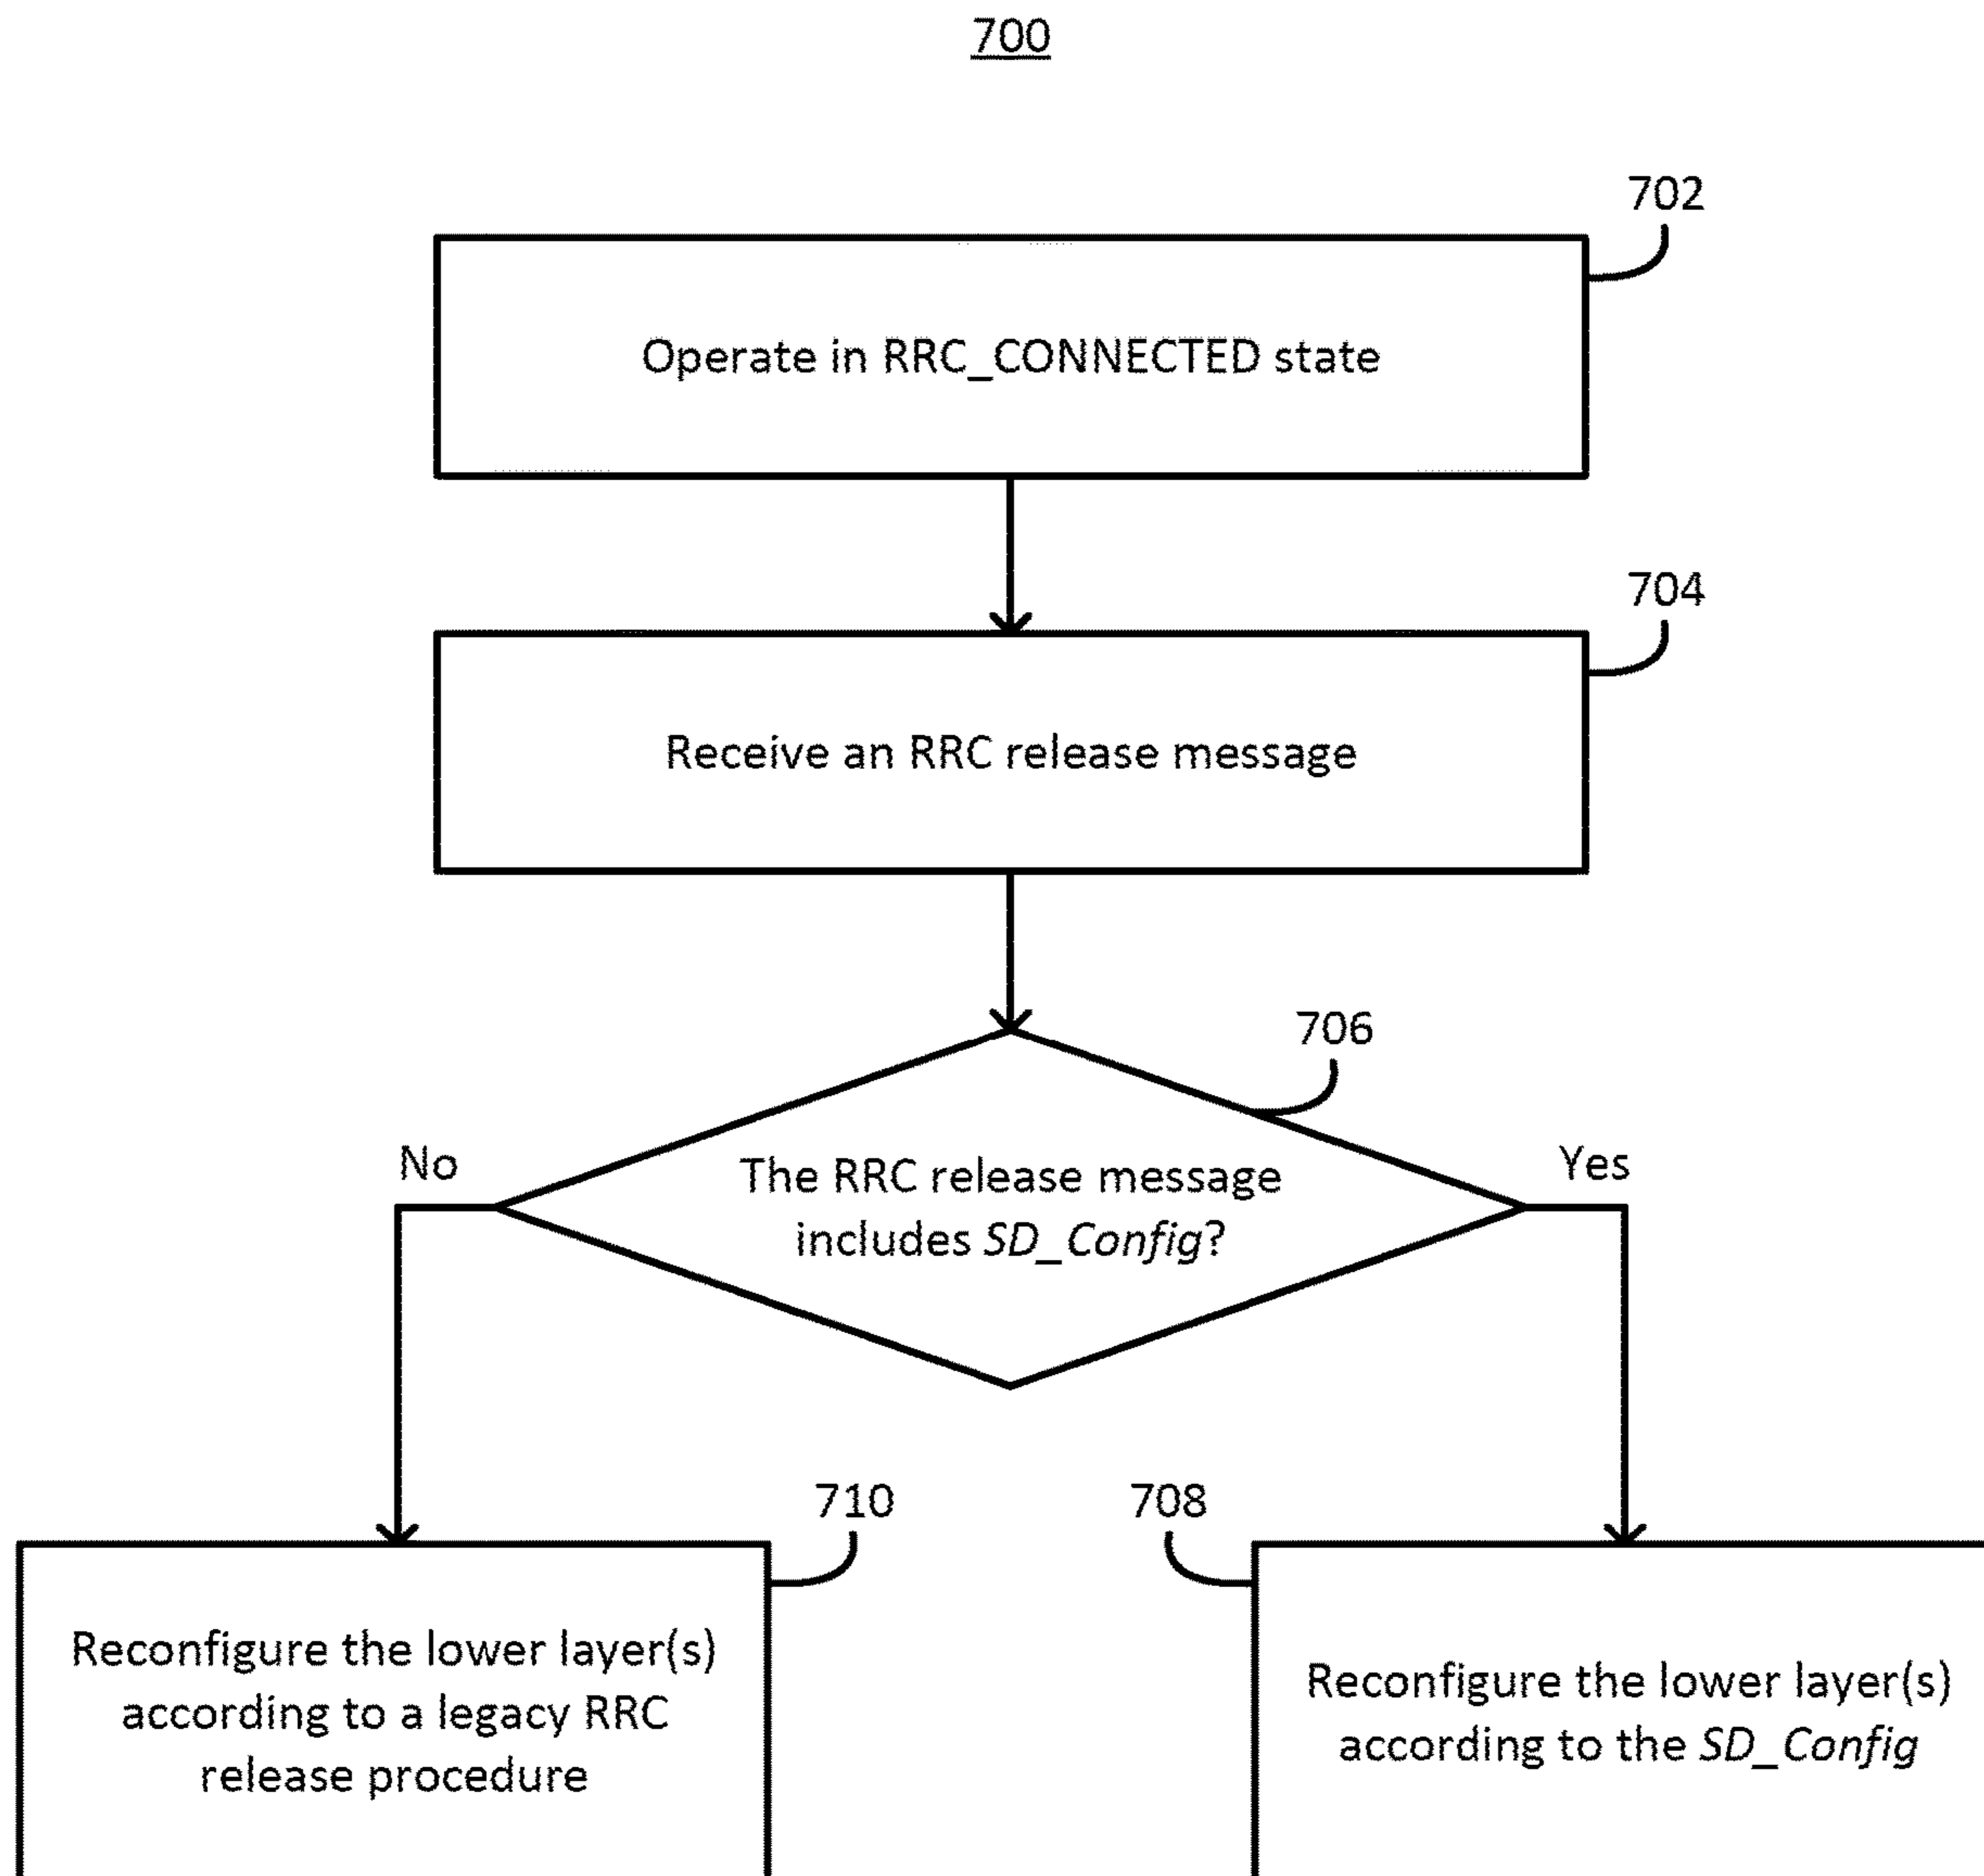 700
702
Operate in RRC_CONNECTED state
704
Receive an RRC release message
706
No
The RRC release message
includes SD_Config?
Yes
710
708
Reconfigure the lower layer(s)
according to a legacy RRC
release procedure
Reconfigure the lower layer(s)
according to the SD_Config